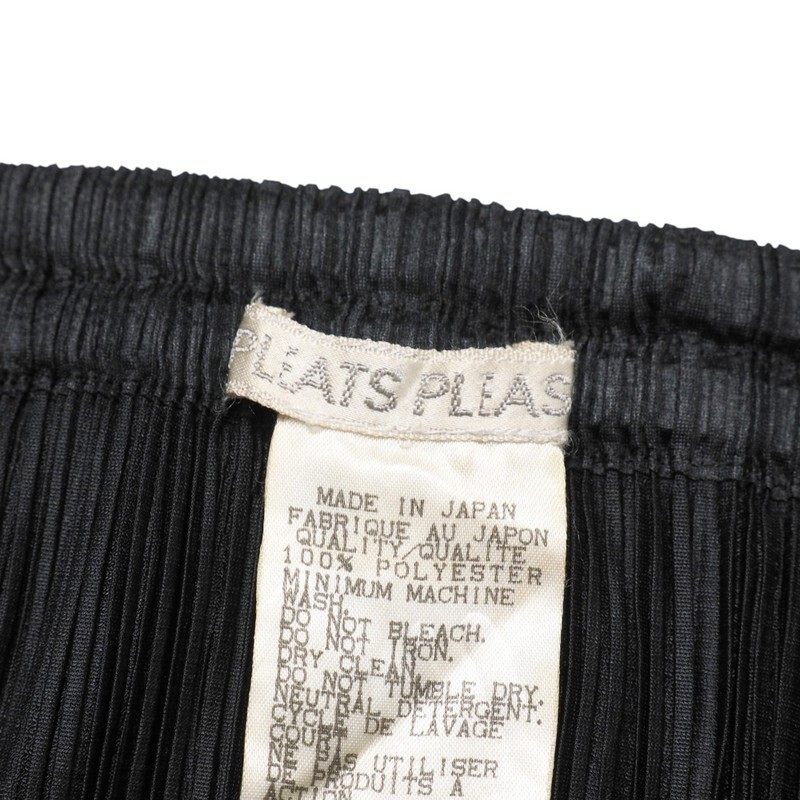 PLEATS PLEAS
MADE IN JAPAN
FABRIQUE AU JAPON
QUALITY/QUALITE
100% POLYESTER
MINIMUM MACHINE
WASH.
DO NOT BLEACH.
DO NOT IRON.
DRY CLEAN.
DO NOT TUMBLE DRY.
NEUTRAL DETERGENT.
CYCLE DE LAVAGE
COURT
NE PAS UTILISER
DE PRODUITS A
ACTION